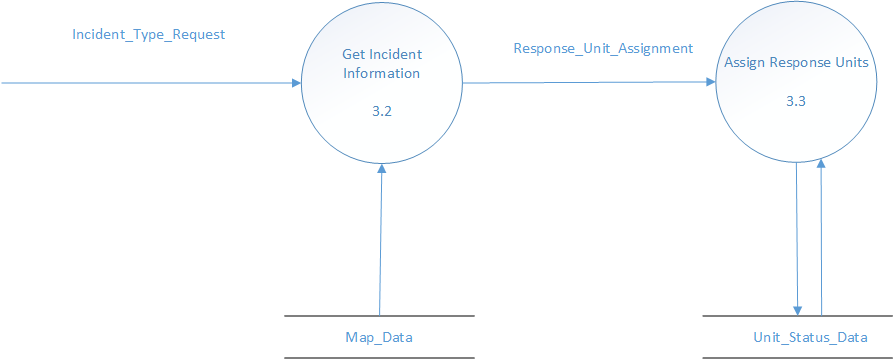 Incident_Type_Request
Get Incident
Information
3.2
Response_Unit_Assignment
Assign Response Units
3.3
Map_Data
Unit_Status_Data